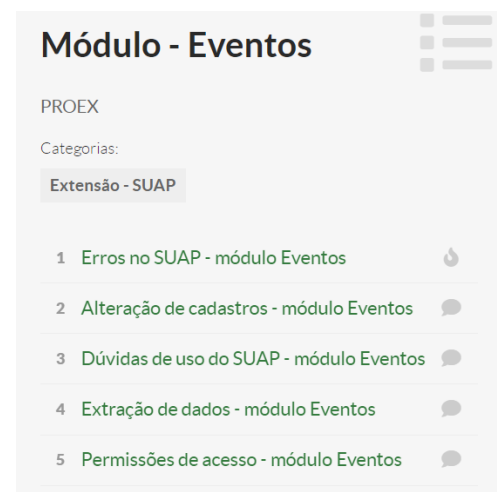 Módulo - Eventos
PROEX
Categorias:
Extensão - SUAP
1 Erros no SUAP - módulo Eventos
2 Alteração de cadastros - módulo Eventos
3 Dúvidas de uso do SUAP - módulo Eventos
4 Extração de dados - módulo Eventos
5 Permissões de acesso - módulo Eventos